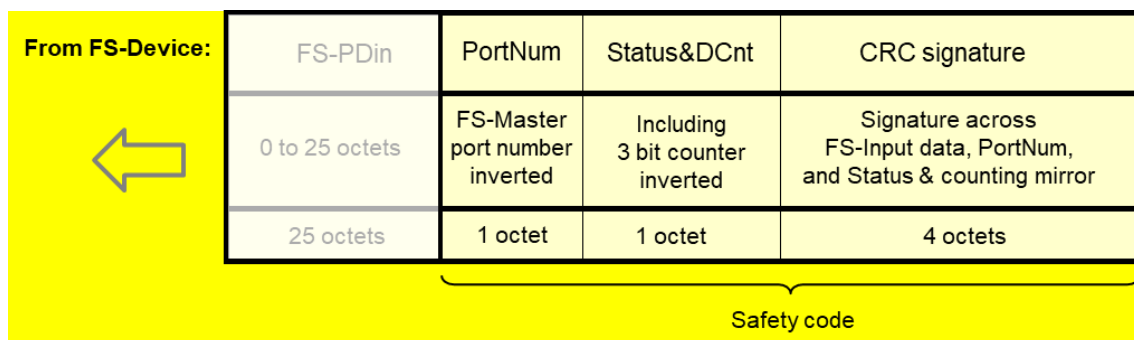 From FS-Device:
FS-PDin
PortNum
Status&DCnt
CRC signature
0 to 25 octets
FS-Master
port number
inverted
Including
3 bit counter
inverted
Signature across
FS-Input data, PortNum,
and Status & counting mirror
25 octets
1 octet
1 octet
4 octets
Safety code